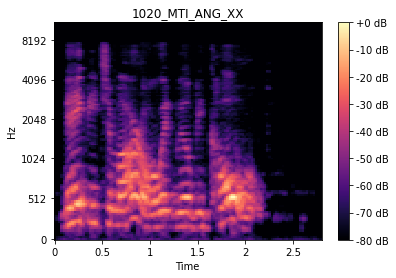 1020_MTI_ANG_XX
+0 dB
8192
-10 dB
4096
-20 dB
-30 dB
2048
-40 dB
Hz
1024
-50 dB
512
-60 dB
-70 dB
0
-80 dB
0 0.5 1 1.5 2 2.5
Time